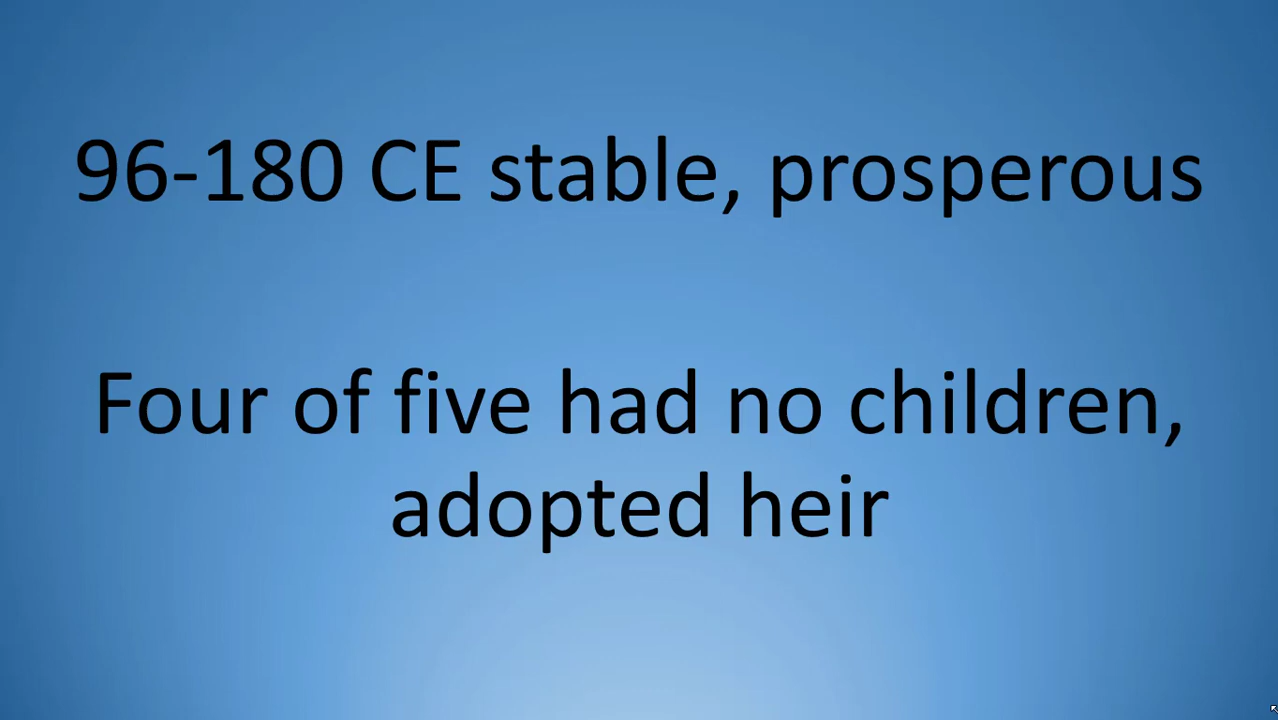 96-180 CE stable, prosperous
Four of five had no children,
adopted heir